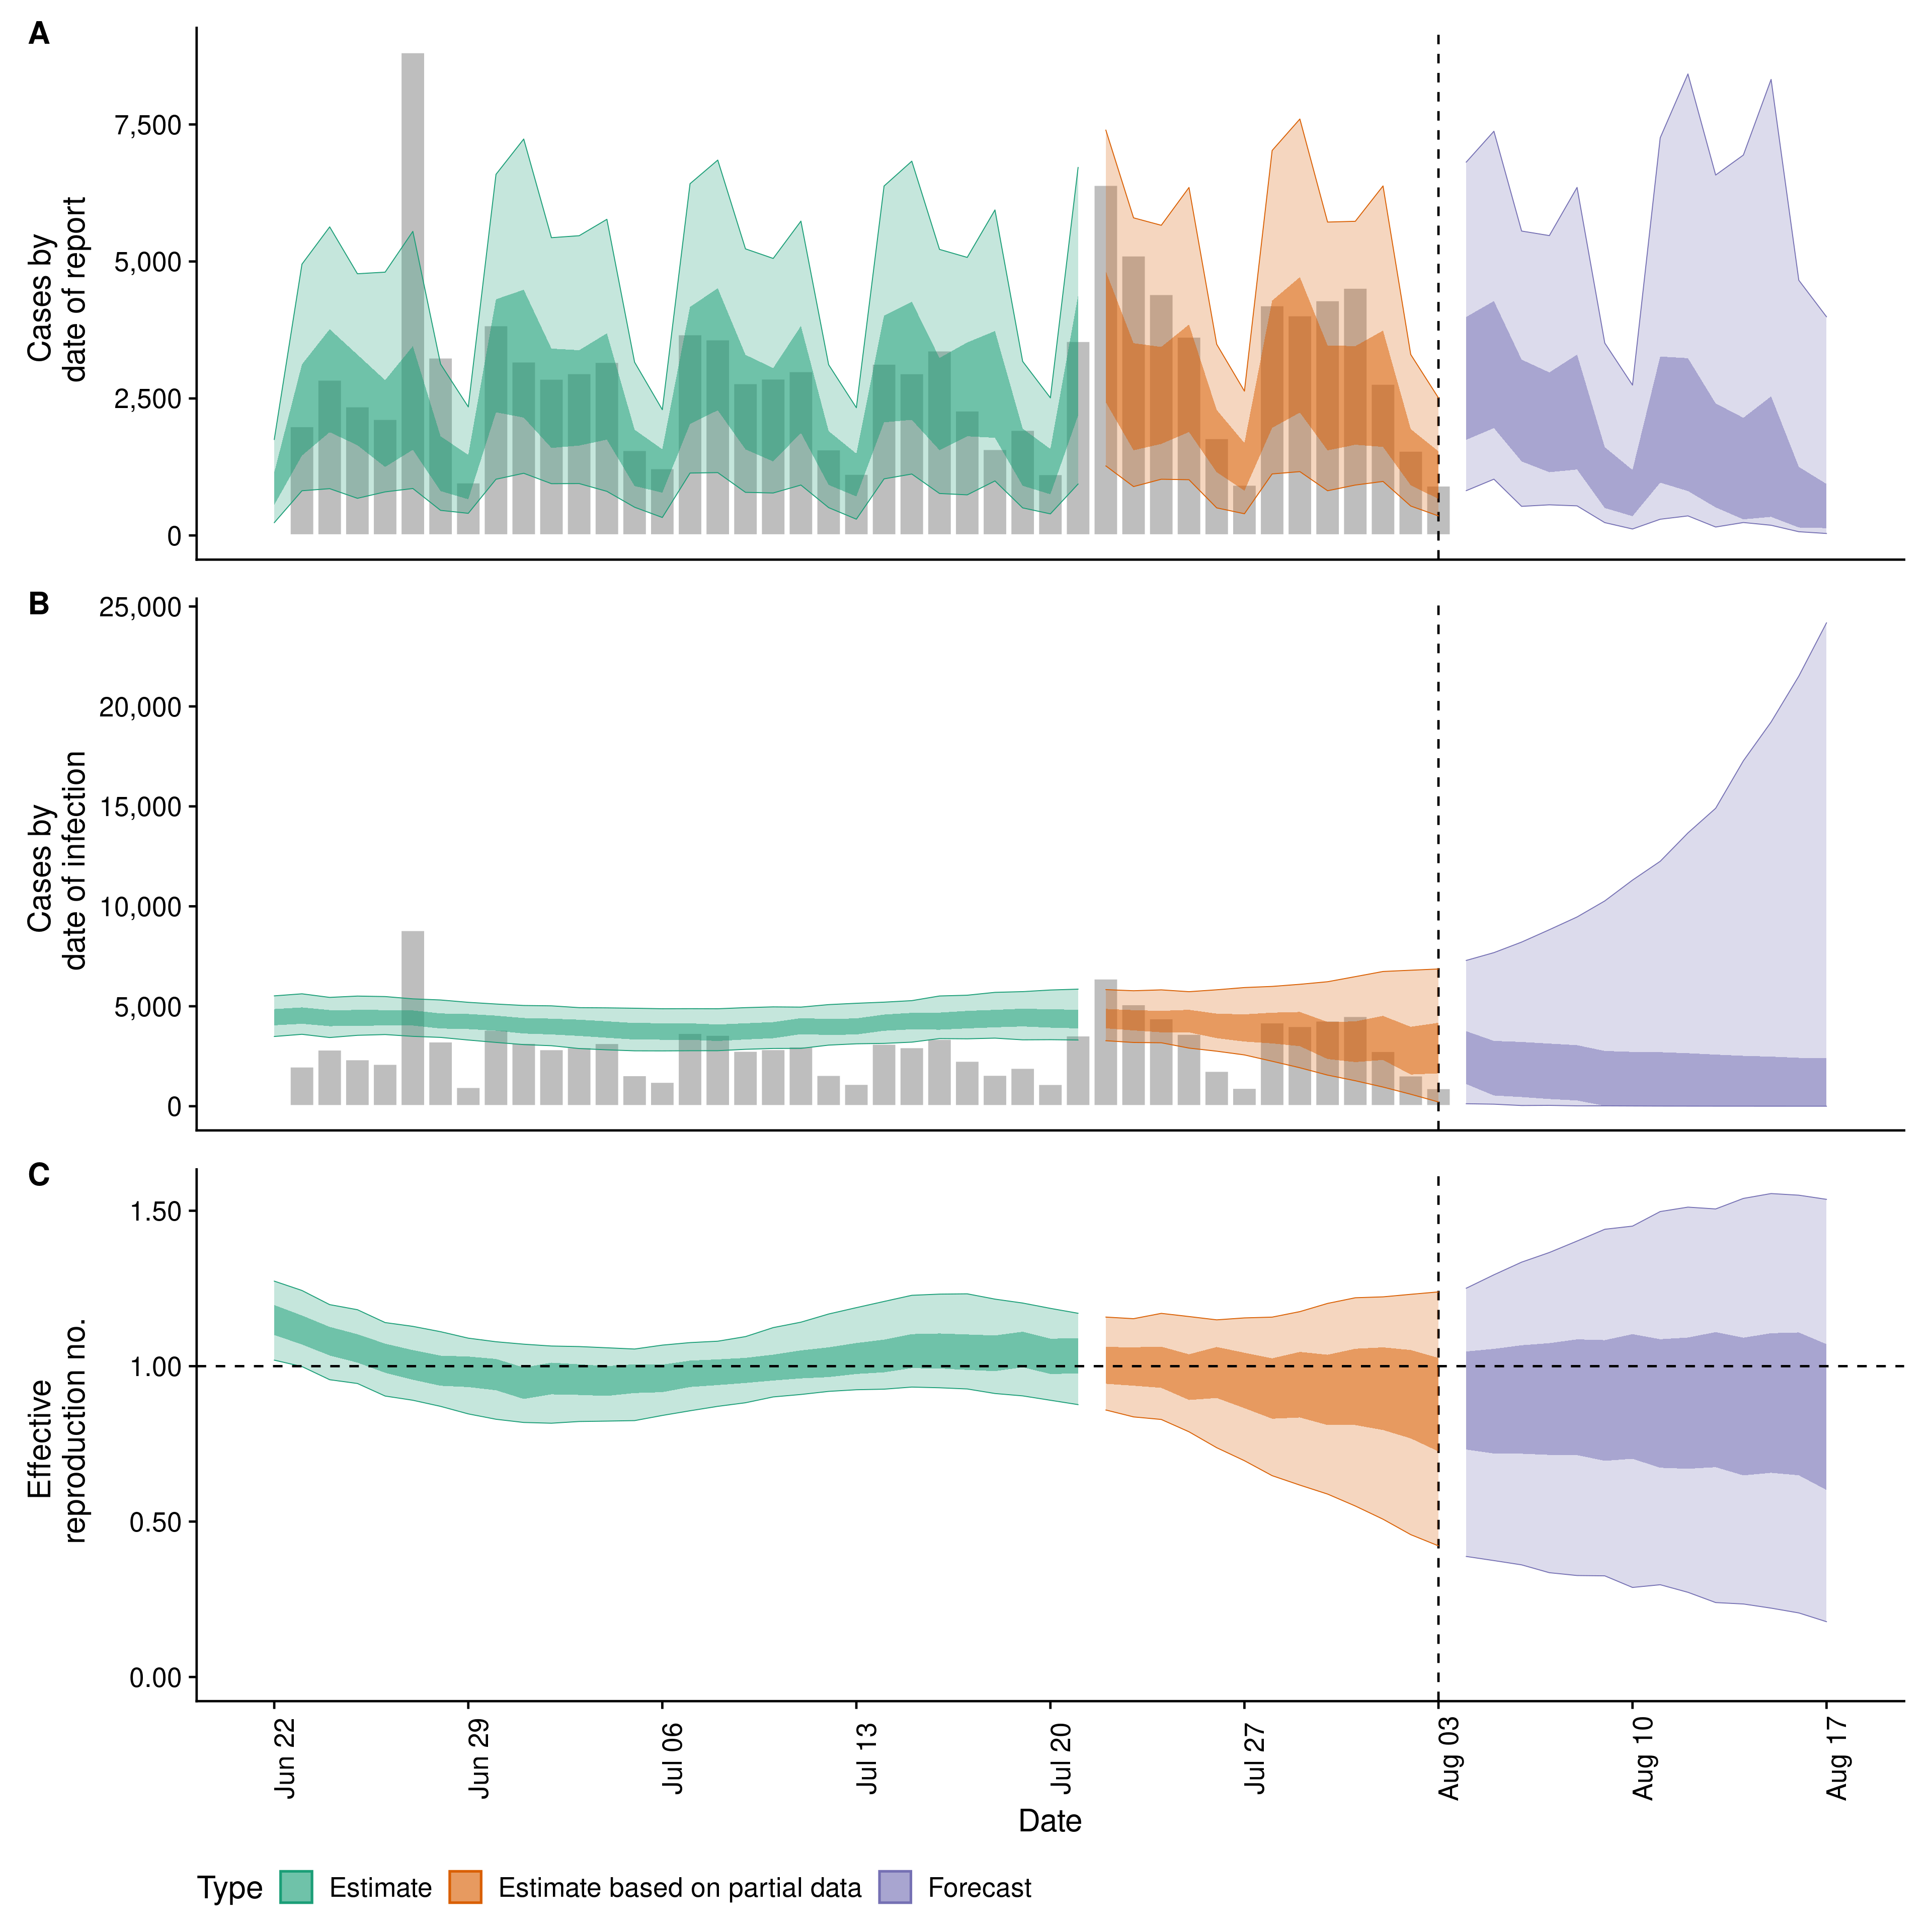 A
Cases by
date of report
7,500
5,000
2,500
0
B
Cases by
date of infection
25,000
20,000
15,000
10,000
5,000
0
C
Effective
reproduction no.
1.50
1.00
0.50
0.00
Jun 22
Jun 29
Jul 06
Jul 13
Jul 20
Jul 27
Aug 03
Aug 10
Aug 17
Date
Type Estimate Estimate based on partial data Forecast